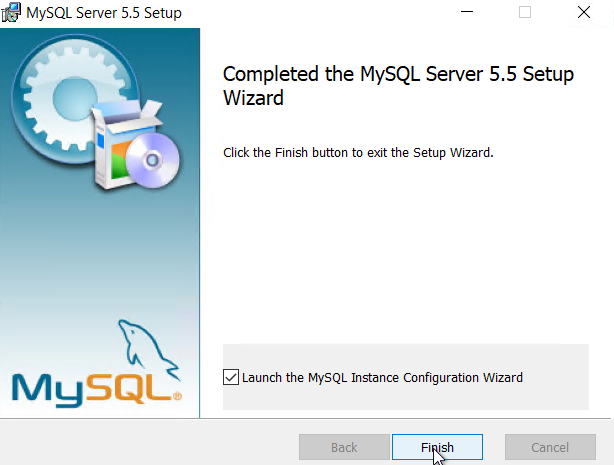 MySQL Server 5.5 Setup
Completed the MySQL Server 5.5 Setup
Wizard
Click the Finish button to exit the Setup Wizard.
MySQL®
Launch the MySQL Instance Configuration Wizard
Back
Finish
Cancel